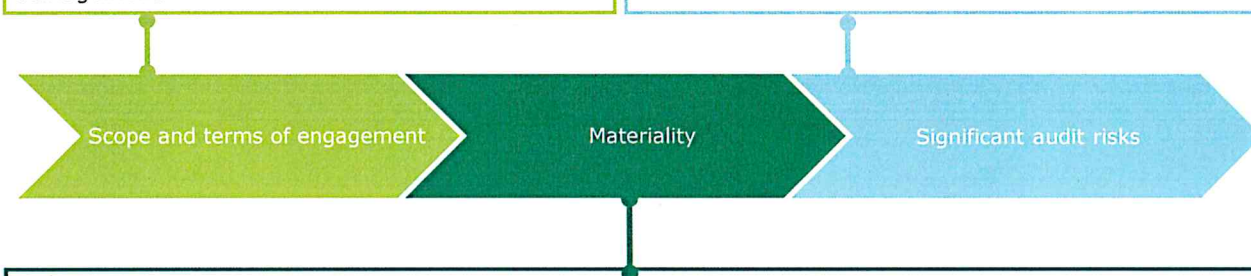 Scope and terms of engagement
Materiality
Significant audit risks